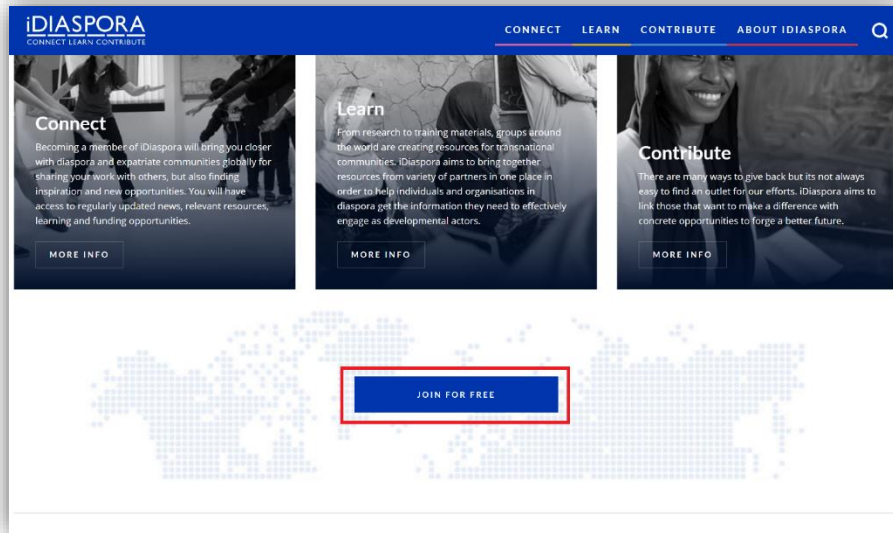 iDIASPORA
CONNECT LEARN CONTRIBUTE
CONNECT LEARN CONTRIBUTE ABOUT IDIASPORA
Connect
Becoming a member of iDiaspora will bring you closer
with diaspora and expatriate communities globally for
sharing your work with others, but also finding
inspiration and new opportunities. You will have
access to regularly updated news, relevant resources,
learning and funding opportunities.
MORE INFO
Learn
From research to training materials, groups around
the world are creating resources for transnational
communities. iDiaspora aims to bring together
resources from variety of partners in one place in
order to help individuals and organisations in
diaspora get the information they need to effectively
engage as developmental actors.
MORE INFO
Contribute
There are many ways to give back but its not always
easy to find an outlet for our efforts. iDiaspora aims to
link those that want to make a difference with
concrete opportunities to forge a better future.
MORE INFO
JOIN FOR FREE